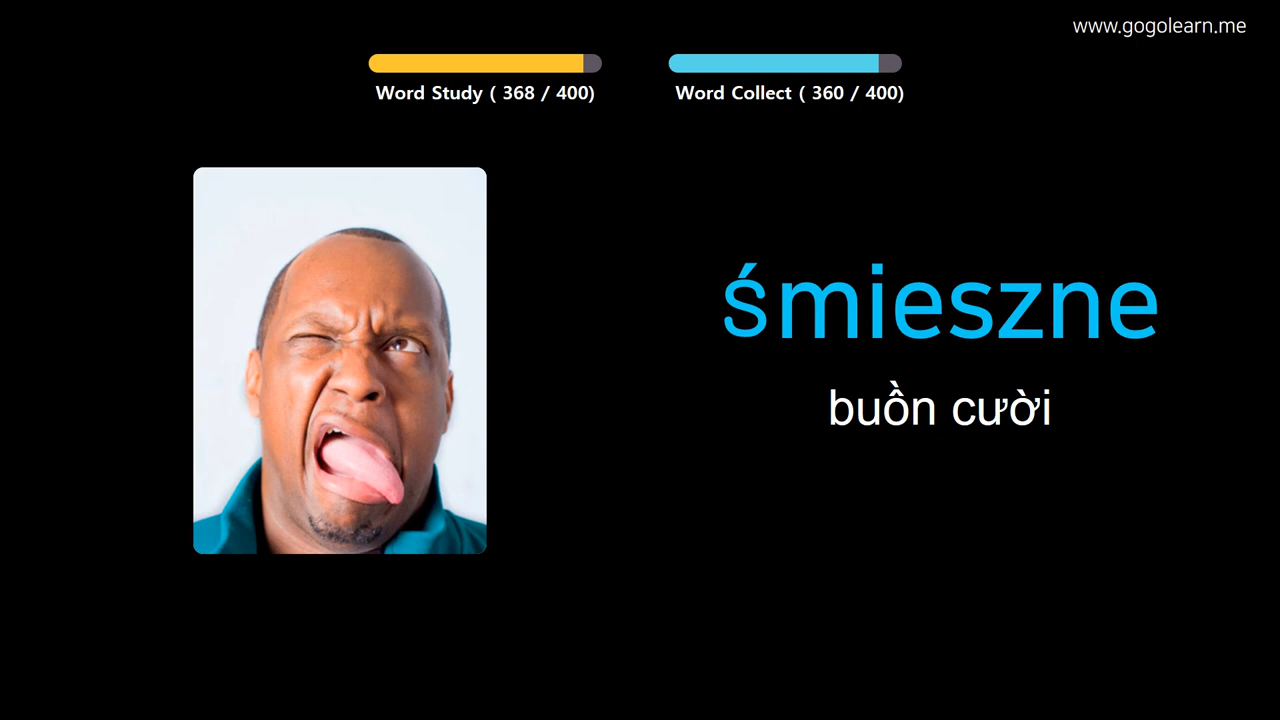 www.gogolearn.me
Word Study ( 368 / 400)
Word Collect ( 360 / 400)
śmieszne
buồn cười